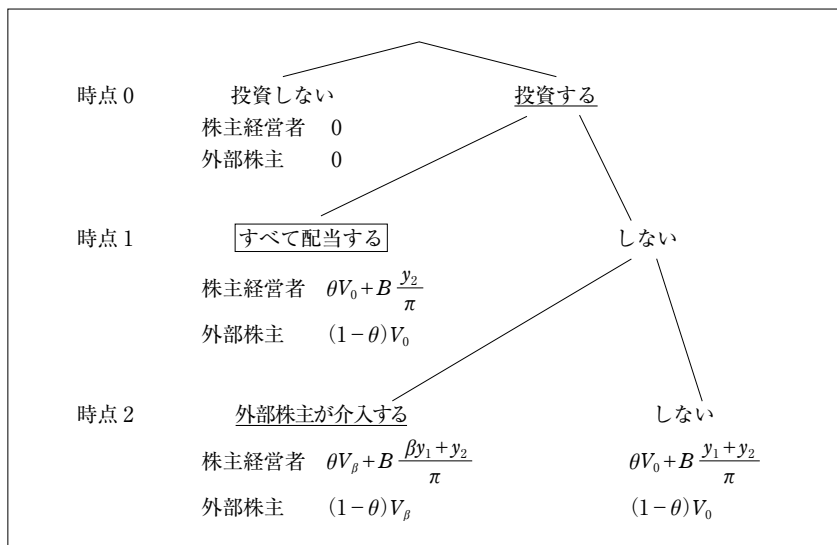 時点 0 投資しない 投資する
株主経営者 0
外部株主 0
時点 1 すべて配当する しない
株主経営者 θV₀+B y₂/π
外部株主 (1−θ)V₀
時点 2 外部株主が介入する しない
株主経営者 θVᵦ+B (βy₁+y₂)/π θV₀+B (y₁+y₂)/π
外部株主 (1−θ)Vᵦ (1−θ)V₀